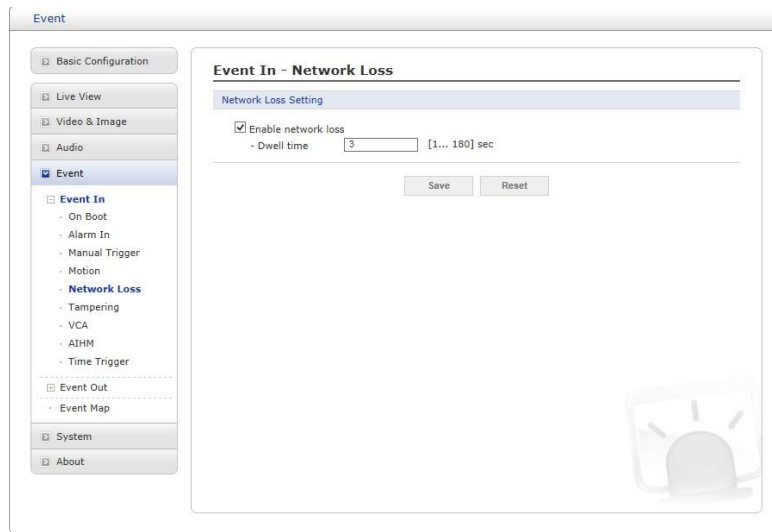 Event
Basic Configuration
Live View
Video & Image
Audio
Event
Event In
On Boot
Alarm In
Manual Trigger
Motion
Network Loss
Tampering
VCA
AIHM
Time Trigger
Event Out
Event Map
System
About
Event In - Network Loss
Network Loss Setting
Enable network loss
- Dwell time 3 [1... 180] sec
Save Reset